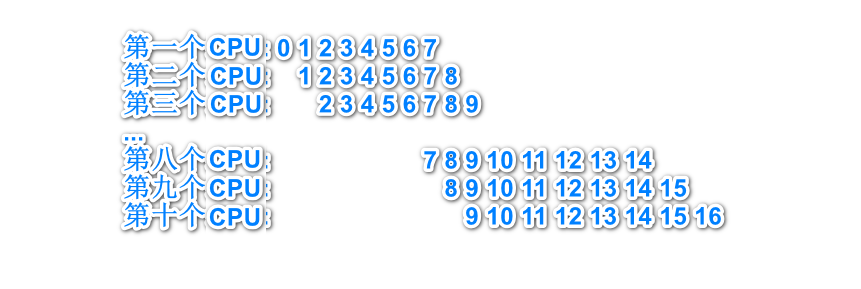 第一个CPU: 0 1 2 3 4 5 6 7
第二个CPU: 1 2 3 4 5 6 7 8
第三个CPU: 2 3 4 5 6 7 8 9
...
第八个CPU: 7 8 9 10 11 12 13 14
第九个CPU: 8 9 10 11 12 13 14 15
第十个CPU: 9 10 11 12 13 14 15 16